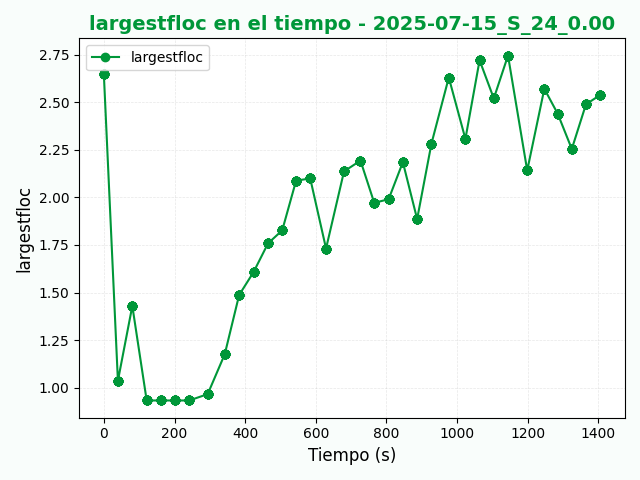 largestfloc en el tiempo - 2025-07-15_S_24_0.00
largestfloc
2.75
2.50
2.25
2.00
1.75
1.50
1.25
1.00
largestfloc
0 200 400 600 800 1000 1200 1400
Tiempo (s)